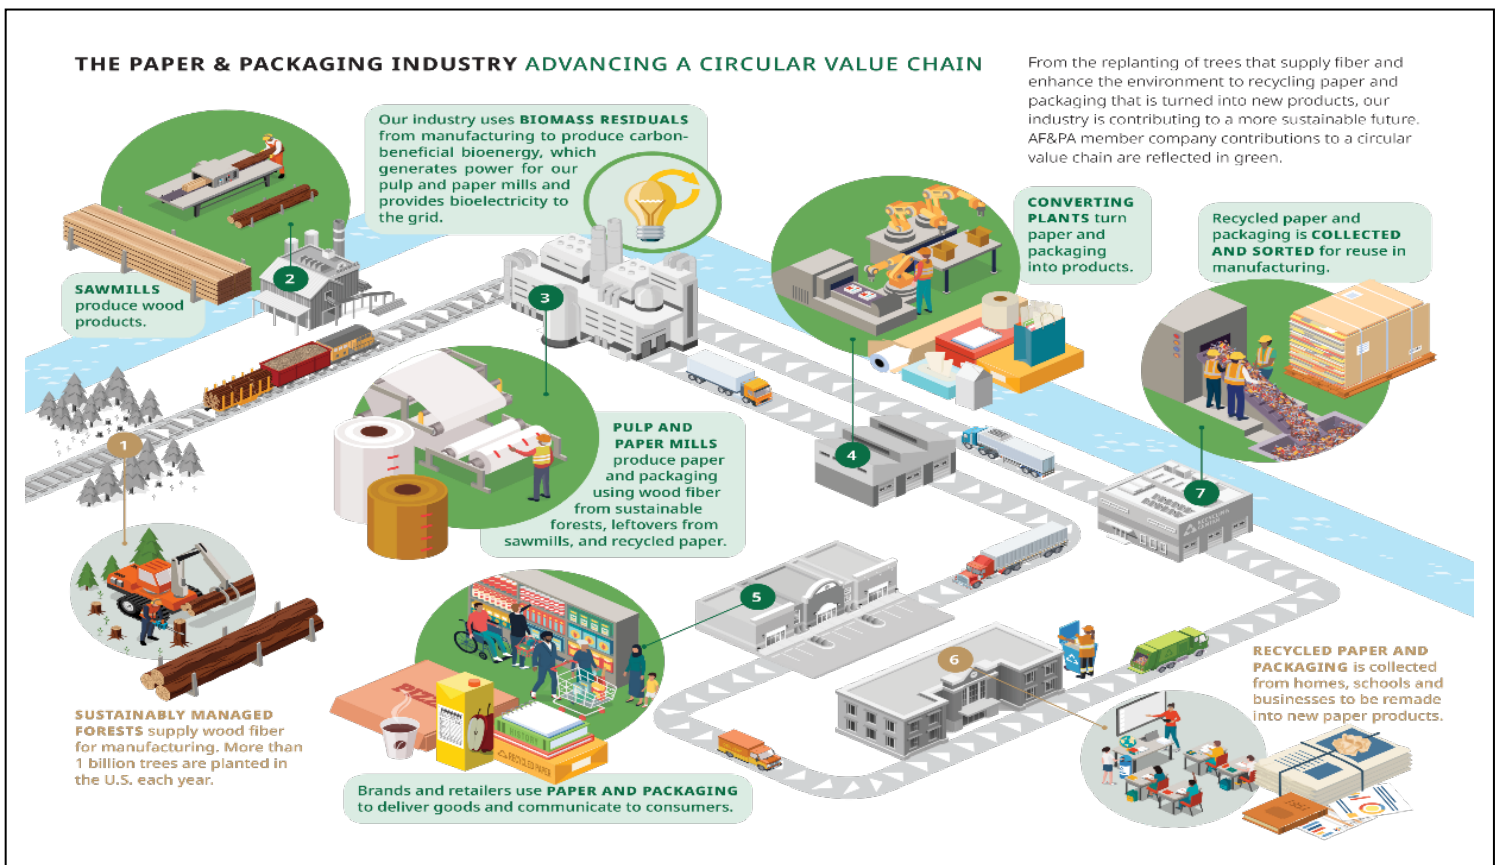 THE PAPER & PACKAGING INDUSTRY ADVANCING A CIRCULAR VALUE CHAIN
From the replanting of trees that supply fiber and
enhance the environment to recycling paper and
packaging that is turned into new products, our
industry is contributing to a more sustainable future.
AF&PA member company contributions to a circular
value chain are reflected in green.
Our industry uses BIOMASS RESIDUALS
from manufacturing to produce carbon-
beneficial bioenergy, which
generates power for our
pulp and paper mills and
provides bioelectricity to
the grid.
CONVERTING
PLANTS turn
paper and
packaging
into products.
Recycled paper and
packaging is COLLECTED
AND SORTED for reuse in
manufacturing.
2
SAWMILLS
produce wood
products.
3
1
4
PULP AND
PAPER MILLS
produce paper
and packaging
using wood fiber
from sustainable
forests, leftovers from
sawmills, and recycled paper.
7
RECYCLING
CENTER
5
6
PIZZA
HISTORY
RECYCLED PAPER
SUSTAINABLY MANAGED
FORESTS supply wood fiber
for manufacturing. More than
1 billion trees are planted in
the U.S. each year.
RECYCLED PAPER AND
PACKAGING is collected
from homes, schools and
businesses to be remade
into new paper products.
Brands and retailers use PAPER AND PACKAGING
to deliver goods and communicate to consumers.